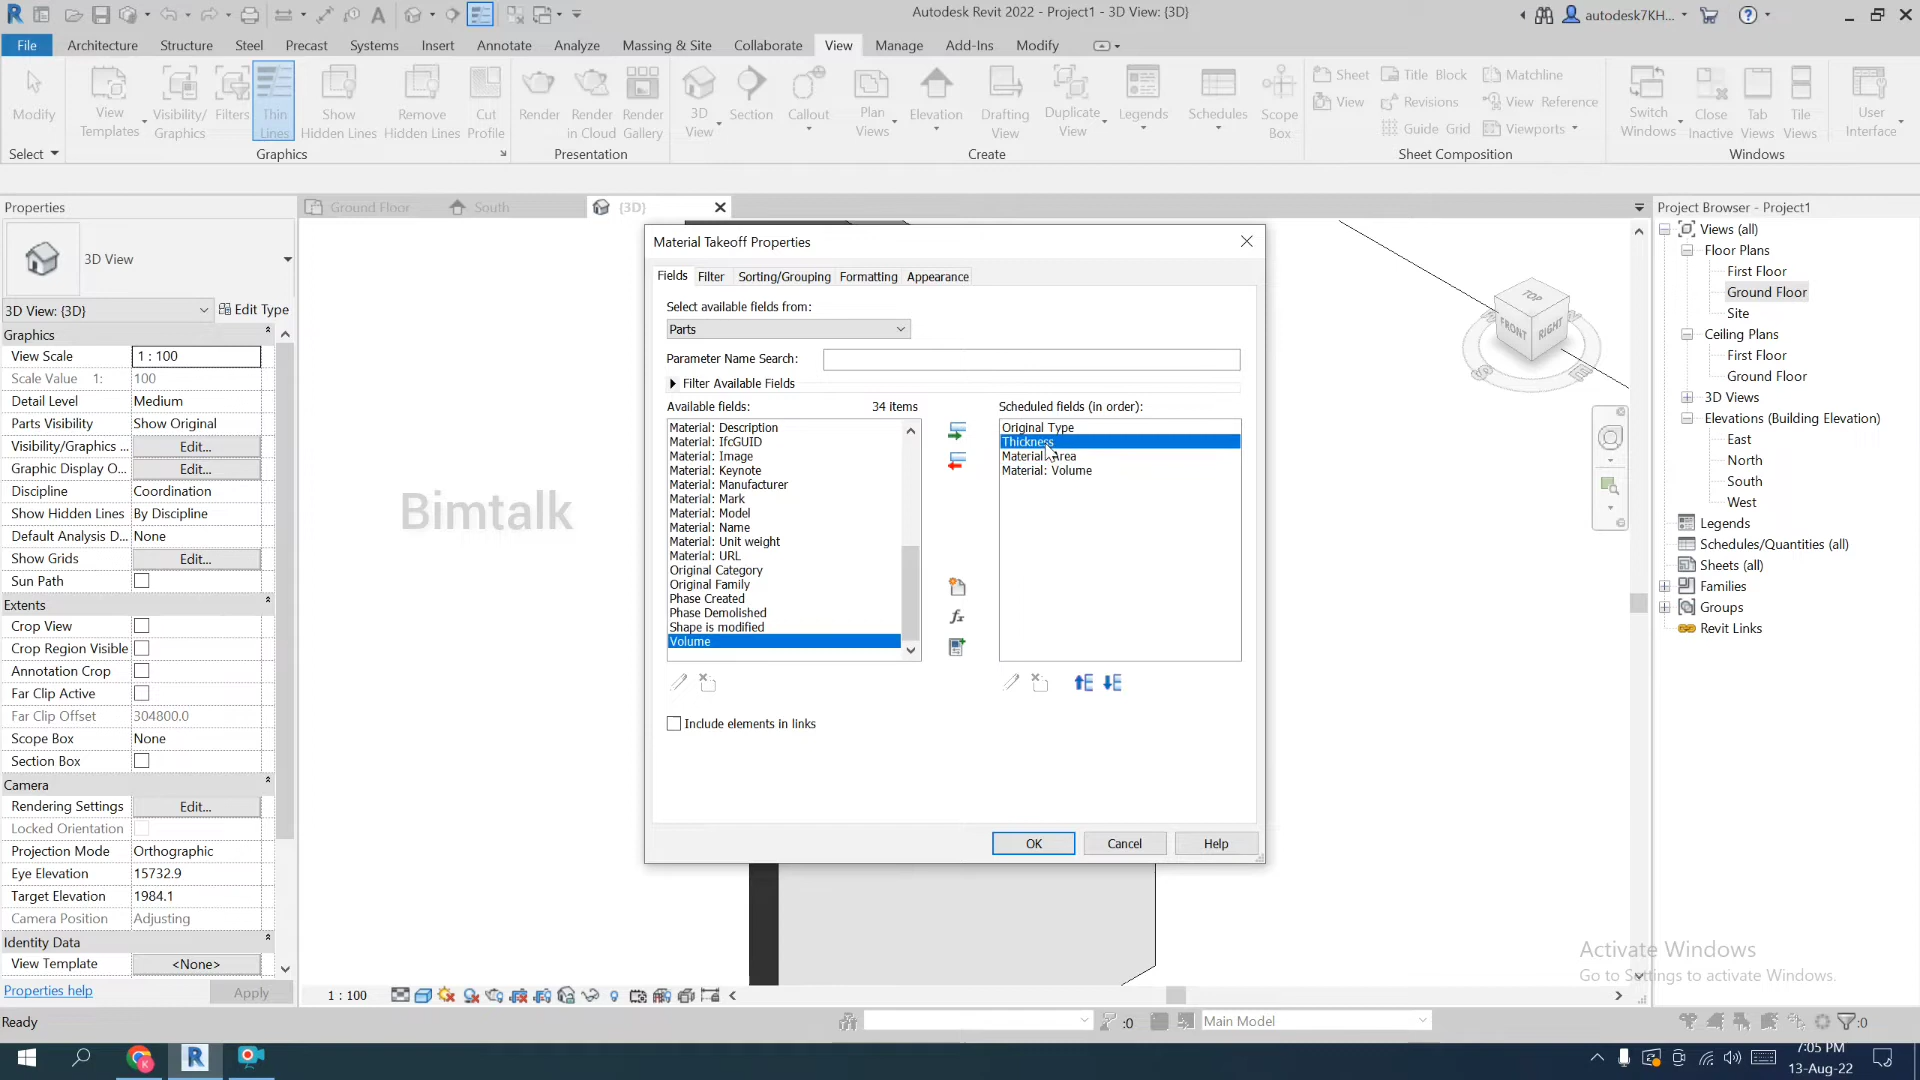 Autodesk Revit 2022 - Project1 - 3D View: {3D}
autodesk7KH...
File Architecture Structure Steel Precast Systems Insert Annotate Analyze Massing & Site Collaborate View Manage Add-Ins Modify
Modify
View Templates
Visibility/ Graphics
Filters
Thin Lines
Show Hidden Lines
Remove Hidden Lines
Cut Profile
Render
Render in Cloud
Render Gallery
3D View
Section
Callout
Plan Views
Elevation
Drafting View
Duplicate View
Legends
Schedules
Scope Box
Sheet
Title Block
Matchline
View
Revisions
View Reference
Guide Grid
Viewports
Switch Windows
Close Inactive
Tab Views
Tile Views
User Interface
Select
Graphics
Presentation
Create
Sheet Composition
Windows
Properties
3D View
3D View: {3D}
Edit Type
Graphics
View Scale 1 : 100
Scale Value 1: 100
Detail Level Medium
Parts Visibility Show Original
Visibility/Graphics ... Edit...
Graphic Display O... Edit...
Discipline Coordination
Show Hidden Lines By Discipline
Default Analysis D... None
Show Grids Edit...
Sun Path
Extents
Crop View
Crop Region Visible
Annotation Crop
Far Clip Active
Far Clip Offset 304800.0
Scope Box None
Section Box
Camera
Rendering Settings Edit...
Locked Orientation
Projection Mode Orthographic
Eye Elevation 15732.9
Target Elevation 1984.1
Camera Position Adjusting
Identity Data
View Template <None>
Properties help
Apply
Ground Floor
South
{3D}
Bimtalk
Material Takeoff Properties
Fields Filter Sorting/Grouping Formatting Appearance
Select available fields from:
Parts
Parameter Name Search:
Filter Available Fields
Available fields: 34 items
Material: Description
Material: IfcGUID
Material: Image
Material: Keynote
Material: Manufacturer
Material: Mark
Material: Model
Material: Name
Material: Unit weight
Material: URL
Original Category
Original Family
Phase Created
Phase Demolished
Shape is modified
Volume
Scheduled fields (in order):
Original Type
Thickness
Material: Area
Material: Volume
fx
Include elements in links
OK
Cancel
Help
TOP
FRONT
RIGHT
Project Browser - Project1
Views (all)
Floor Plans
First Floor
Ground Floor
Site
Ceiling Plans
First Floor
Ground Floor
3D Views
Elevations (Building Elevation)
East
North
South
West
Legends
Schedules/Quantities (all)
Sheets (all)
Families
Groups
Revit Links
Activate Windows
Go to Settings to activate Windows.
1 : 100
Ready
:0
Main Model
:0
7:05 PM
13-Aug-22